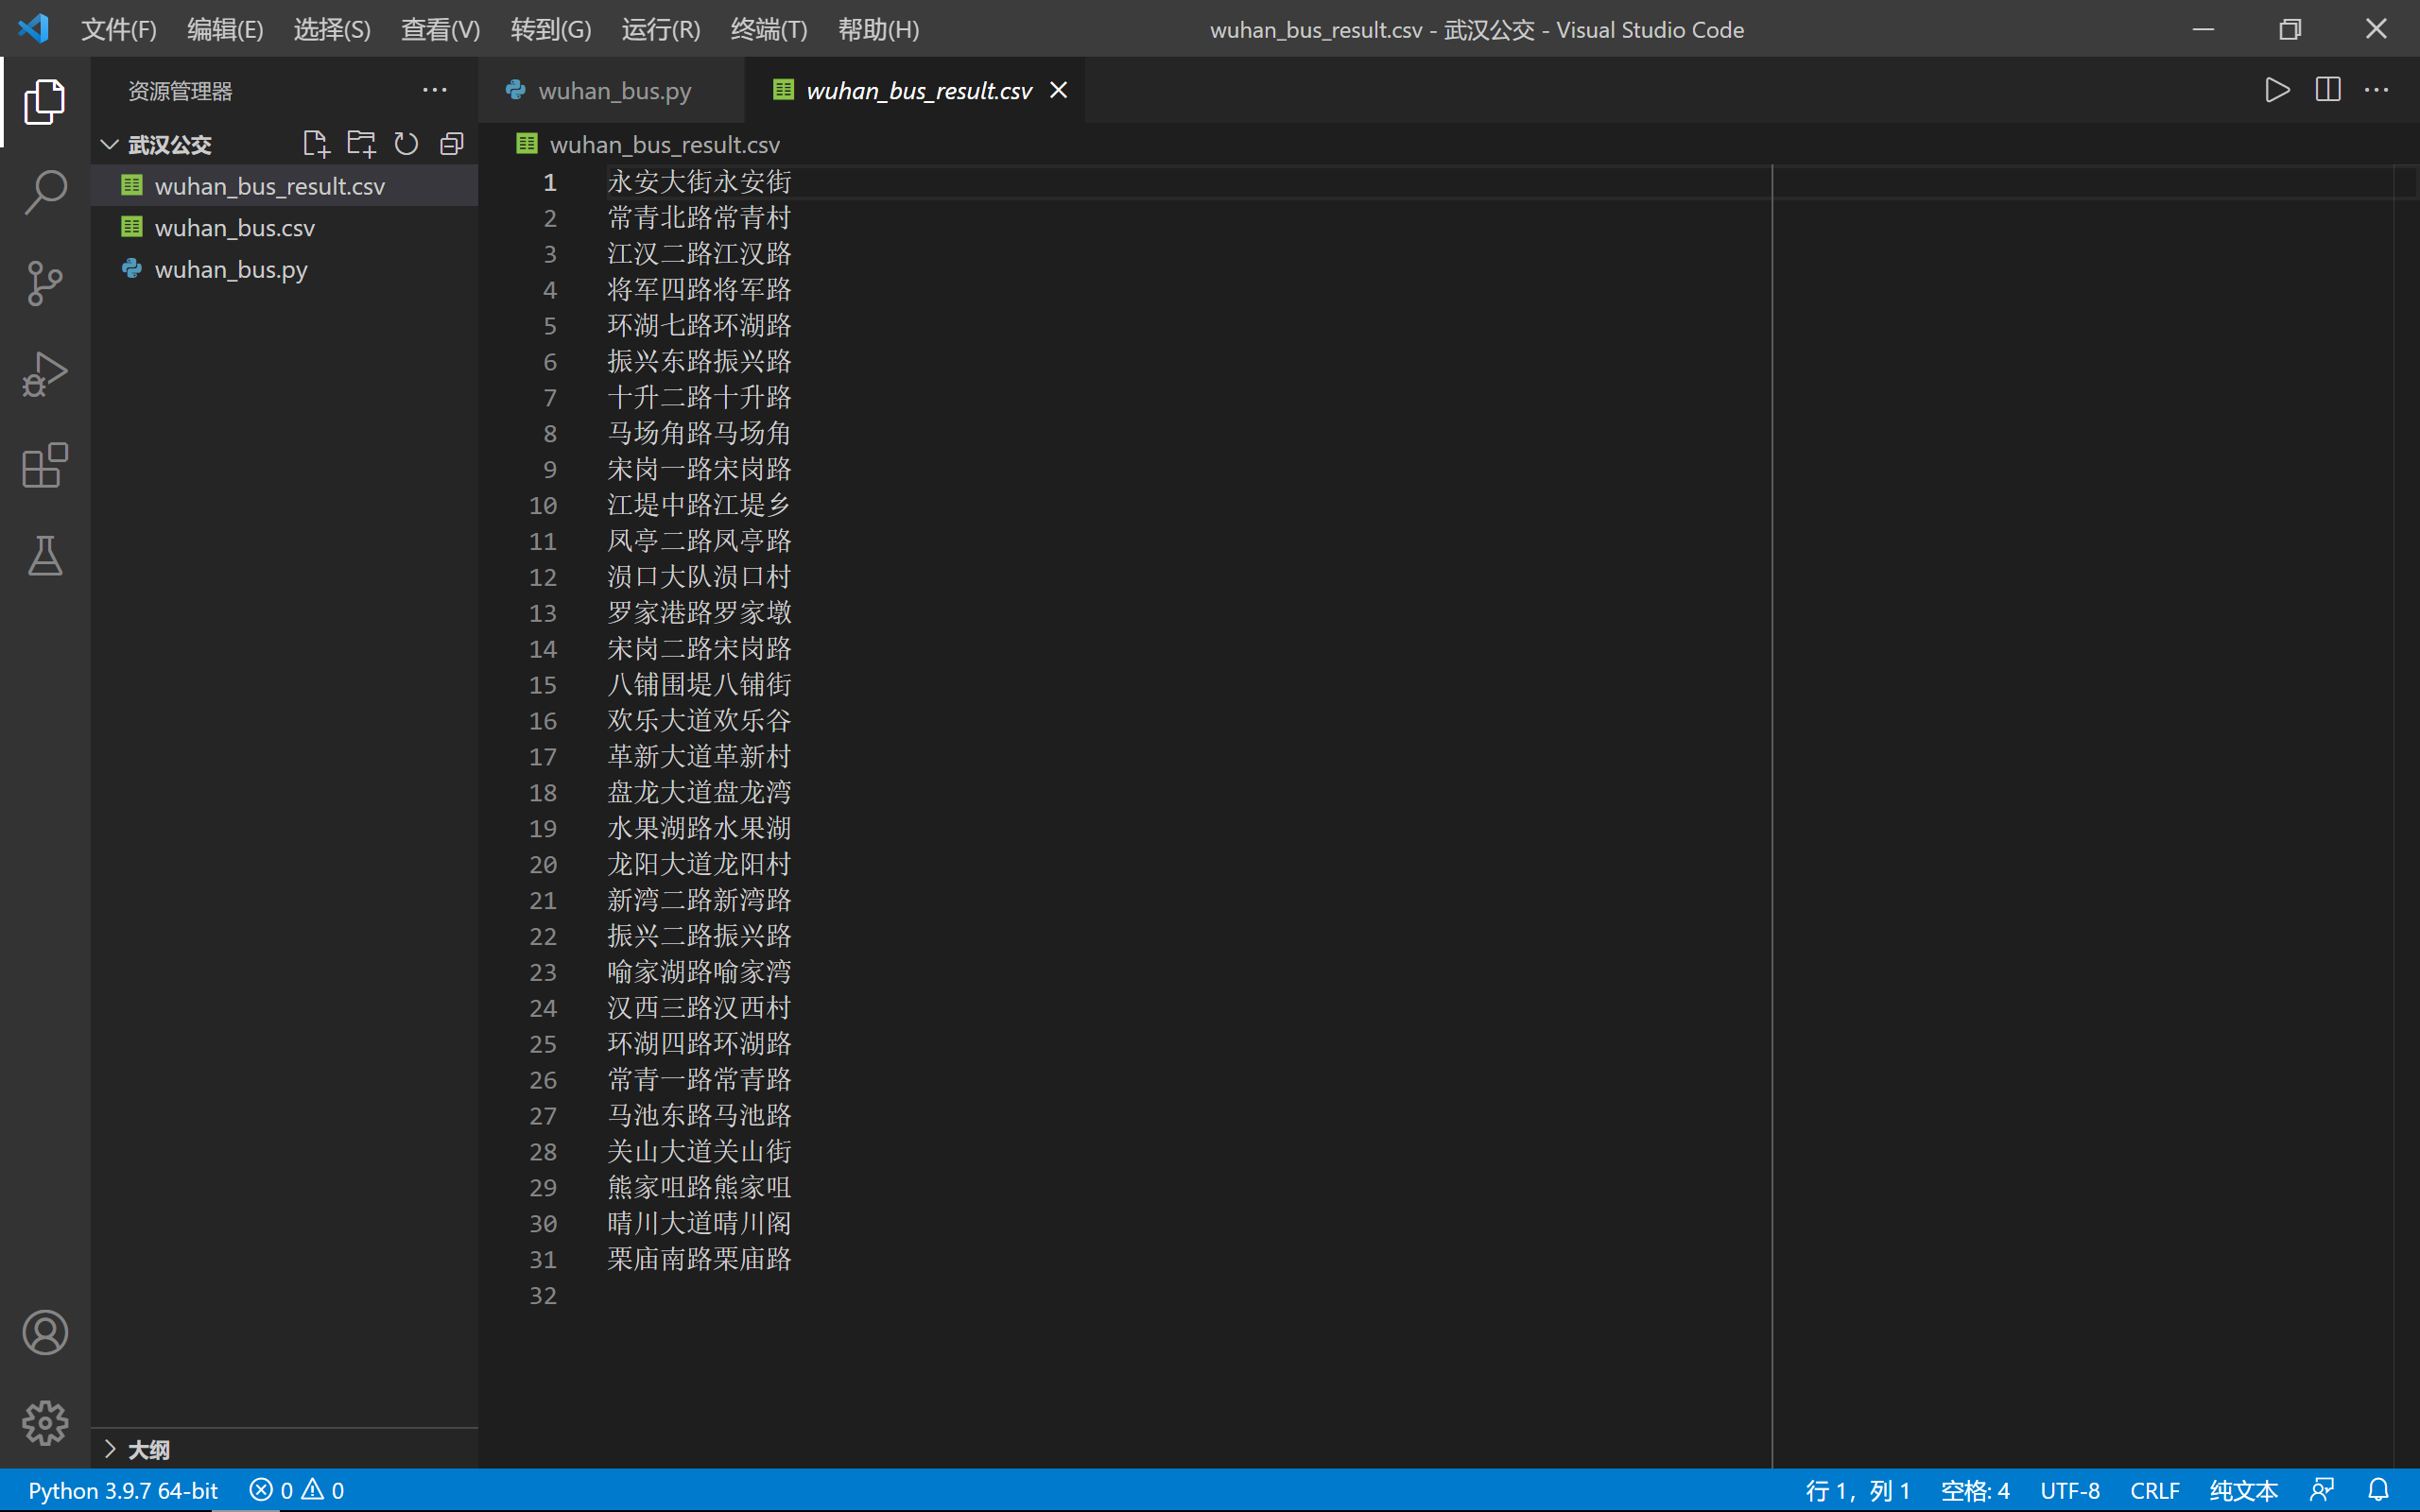 文件(F) 编辑(E) 选择(S) 查看(V) 转到(G) 运行(R) 终端(T) 帮助(H) wuhan_bus_result.csv - 武汉公交 - Visual Studio Code
资源管理器
wuhan_bus.py
wuhan_bus_result.csv
武汉公交
wuhan_bus_result.csv
wuhan_bus_result.csv
wuhan_bus.csv
wuhan_bus.py
1 永安大街永安街
2 常青北路常青村
3 江汉二路江汉路
4 将军四路将军路
5 环湖七路环湖路
6 振兴东路振兴路
7 十升二路十升路
8 马场角路马场角
9 宋岗一路宋岗路
10 江堤中路江堤乡
11 凤亭二路凤亭路
12 涢口大队涢口村
13 罗家港路罗家墩
14 宋岗二路宋岗路
15 八铺围堤八铺街
16 欢乐大道欢乐谷
17 革新大道革新村
18 盘龙大道盘龙湾
19 水果湖路水果湖
20 龙阳大道龙阳村
21 新湾二路新湾路
22 振兴二路振兴路
23 喻家湖路喻家湾
24 汉西三路汉西村
25 环湖四路环湖路
26 常青一路常青路
27 马池东路马池路
28 关山大道关山街
29 熊家咀路熊家咀
30 晴川大道晴川阁
31 栗庙南路栗庙路
32
大纲
Python 3.9.7 64-bit 0 0 行 1, 列 1 空格: 4 UTF-8 CRLF 纯文本